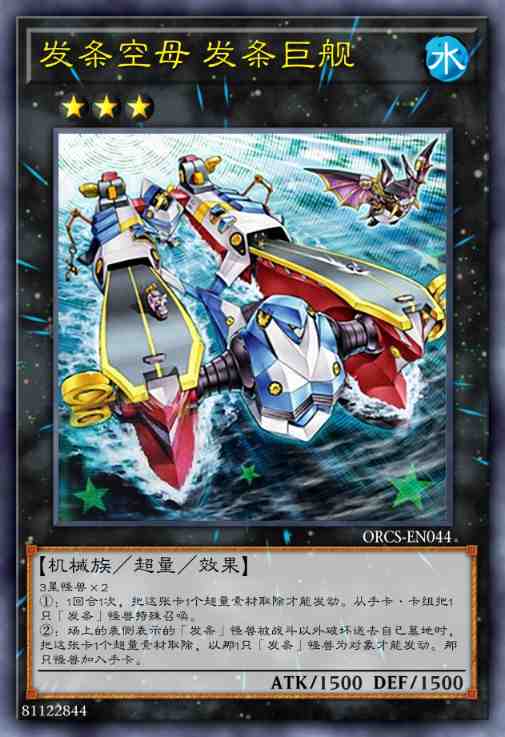 发条空母 发条巨舰
水
ORCS-EN044
【机械族／超量／效果】
3星怪兽×2
①：1回合1次，把这张卡1个超量素材取除才能发动。从手卡·卡组把1
只「发条」怪兽特殊召唤。
②：场上的表侧表示的「发条」怪兽被战斗以外破坏送去自己墓地时，
把这张卡1个超量素材取除，以那1只「发条」怪兽为对象才能发动。那
只怪兽加入手卡。
ATK/1500 DEF/1500
81122844